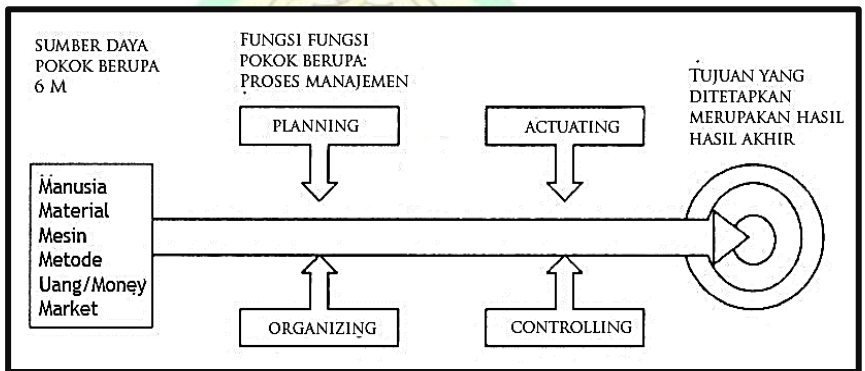 SUMBER DAYA
POKOK BERUPA
6 M
FUNGSI FUNGSI
POKOK BERUPA:
PROSES MANAJEMEN
TUJUAN YANG
DITETAPKAN
MERUPAKAN HASIL
HASIL AKHIR
PLANNING
ACTUATING
Manusia
Material
Mesin
Metode
Uang/Money
Market
ORGANIZING
CONTROLLING